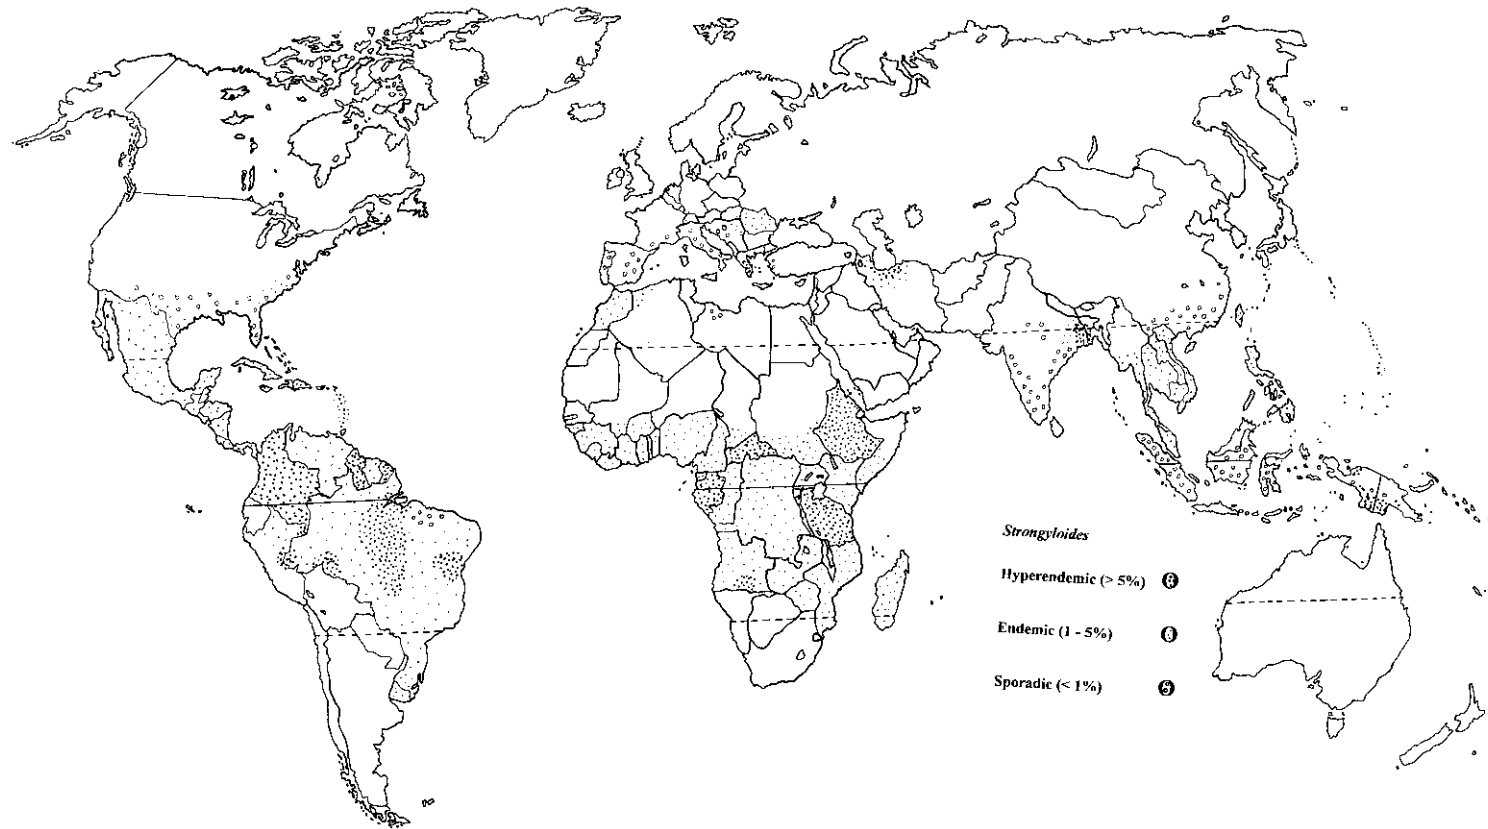 Strongyloides
Hyperendemic (> 5%)
Endemic (1 - 5%)
Sporadic (< 1%)